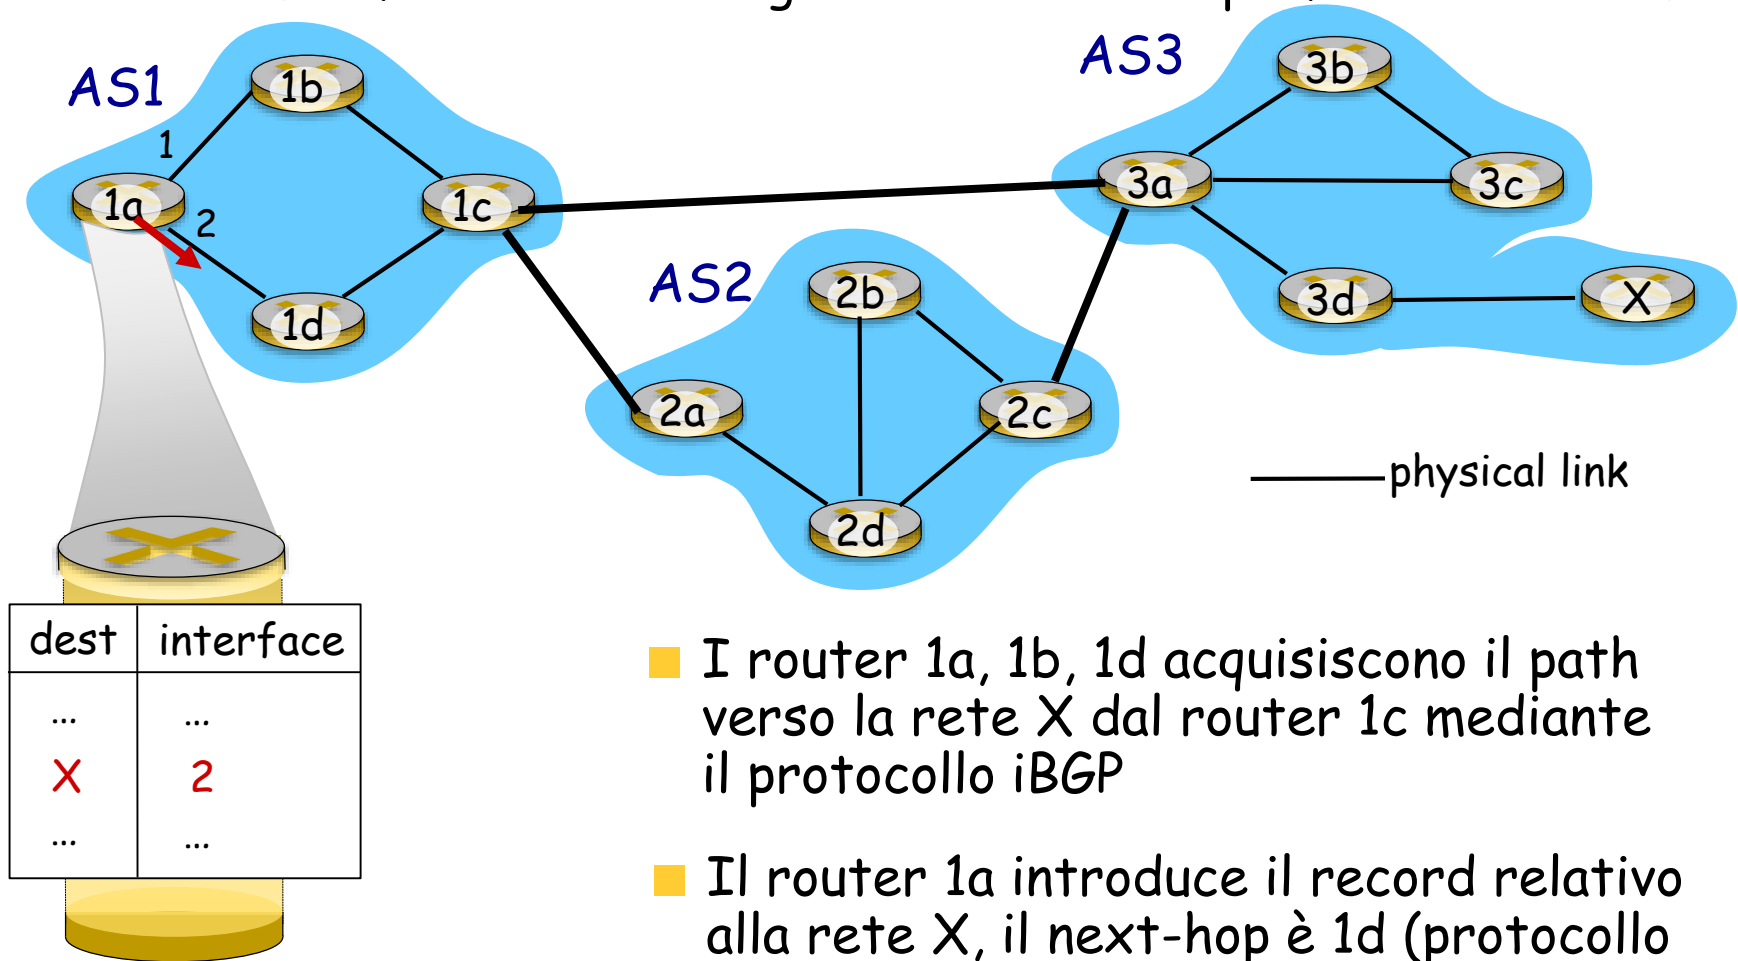 AS1
1b
1
1a
2
1c
1d
AS3
3b
3a
3c
3d
X
AS2
2b
2a
2c
2d
physical link
dest interface
... ...
X 2
... ...
I router 1a, 1b, 1d acquisiscono il path
verso la rete X dal router 1c mediante
il protocollo iBGP
Il router 1a introduce il record relativo
alla rete X, il next-hop è 1d (protocollo